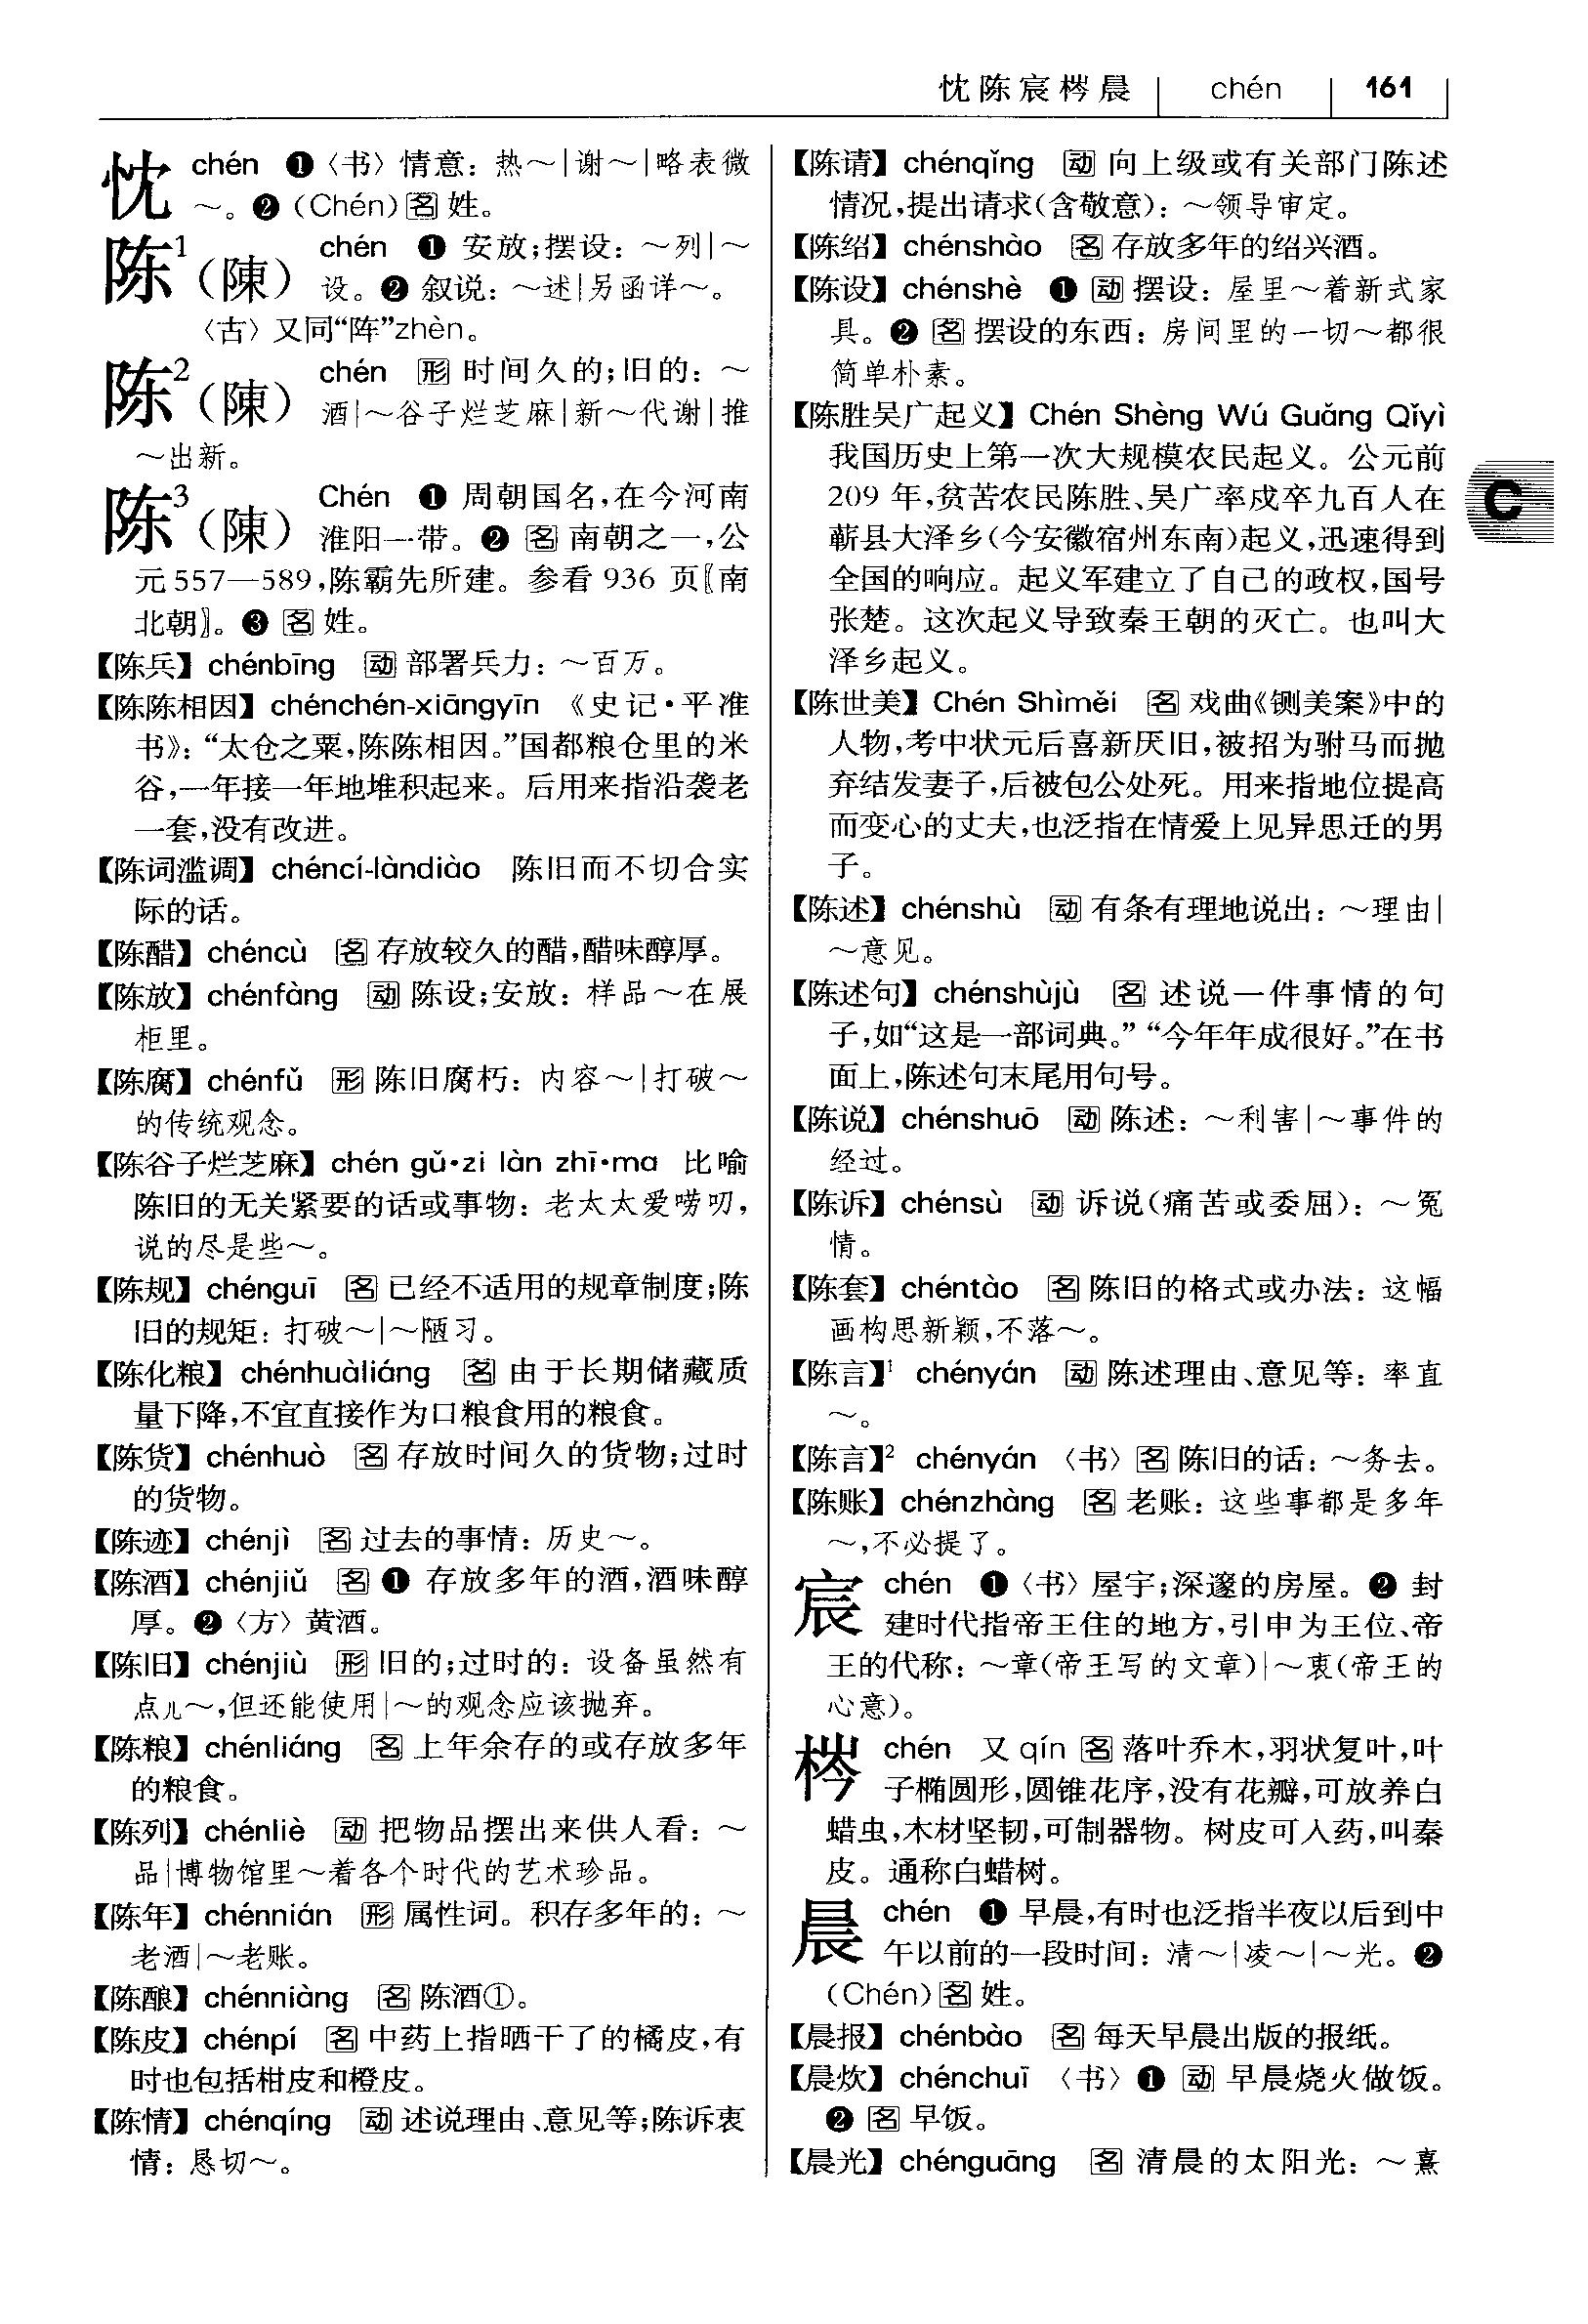 忱陈宸梣晨 chén 161
忱 chén ❶〈书〉情意：热～|谢～|略表微
～。❷（Chén）[名]姓。
陈¹（陳） chén ❶ 安放；摆设：～列|～
设。❷ 叙说：～述|另函详～。
〈古〉又同“阵”zhèn。
陈²（陳） chén [形] 时间久的；旧的：～
酒|～谷子烂芝麻|新～代谢|推
～出新。
陈³（陳） Chén ❶ 周朝国名，在今河南
淮阳一带。❷ [名] 南朝之一，公
元 557—589，陈霸先所建。参看 936 页〖南
北朝〗。❸ [名] 姓。
【陈兵】chénbīng [动] 部署兵力：～百万。
【陈陈相因】chénchén-xiāngyīn 《史记·平准
书》：“太仓之粟，陈陈相因。”国都粮仓里的米
谷，一年接一年地堆积起来。后用来指沿袭老
一套，没有改进。
【陈词滥调】chéncí-làndiào 陈旧而不切合实
际的话。
【陈醋】chéncù [名] 存放较久的醋，醋味醇厚。
【陈放】chénfàng [动] 陈设；安放：样品～在展
柜里。
【陈腐】chénfǔ [形] 陈旧腐朽：内容～|打破～
的传统观念。
【陈谷子烂芝麻】chén gǔ·zi làn zhī·ma 比喻
陈旧的无关紧要的话或事物：老太太爱唠叨，
说的尽是些～。
【陈规】chénguī [名] 已经不适用的规章制度；陈
旧的规矩：打破～|～陋习。
【陈化粮】chénhuàliáng [名] 由于长期储藏质
量下降，不宜直接作为口粮食用的粮食。
【陈货】chénhuò [名] 存放时间久的货物；过时
的货物。
【陈迹】chénjì [名] 过去的事情：历史～。
【陈酒】chénjiǔ [名] ❶ 存放多年的酒，酒味醇
厚。❷〈方〉黄酒。
【陈旧】chénjiù [形] 旧的；过时的：设备虽然有
点儿～，但还能使用|～的观念应该抛弃。
【陈粮】chénliáng [名] 上年余存的或存放多年
的粮食。
【陈列】chénliè [动] 把物品摆出来供人看：～
品|博物馆里～着各个时代的艺术珍品。
【陈年】chénnián [形] 属性词。积存多年的：～
老酒|～老账。
【陈酿】chénniàng [名] 陈酒①。
【陈皮】chénpí [名] 中药上指晒干了的橘皮，有
时也包括柑皮和橙皮。
【陈情】chénqíng [动] 述说理由、意见等；陈诉衷
情：恳切～。
【陈请】chénqǐng [动] 向上级或有关部门陈述
情况，提出请求（含敬意）：～领导审定。
【陈绍】chénshào [名] 存放多年的绍兴酒。
【陈设】chénshè ❶ [动] 摆设：屋里～着新式家
具。❷ [名] 摆设的东西：房间里的一切～都很
简单朴素。
【陈胜吴广起义】Chén Shèng Wú Guǎng Qǐyì
我国历史上第一次大规模农民起义。公元前
209 年，贫苦农民陈胜、吴广率戍卒九百人在
蕲县大泽乡（今安徽宿州东南）起义，迅速得到
全国的响应。起义军建立了自己的政权，国号
张楚。这次起义导致秦王朝的灭亡。也叫大
泽乡起义。
【陈世美】Chén Shìměi [名] 戏曲《铡美案》中的
人物，考中状元后喜新厌旧，被招为驸马而抛
弃结发妻子，后被包公处死。用来指地位提高
而变心的丈夫，也泛指在情爱上见异思迁的男
子。
【陈述】chénshù [动] 有条有理地说出：～理由|
～意见。
【陈述句】chénshùjù [名] 述说一件事情的句
子，如“这是一部词典。”“今年年成很好。”在书
面上，陈述句末尾用句号。
【陈说】chénshuō [动] 陈述：～利害|～事件的
经过。
【陈诉】chénsù [动] 诉说（痛苦或委屈）：～冤
情。
【陈套】chéntào [名] 陈旧的格式或办法：这幅
画构思新颖，不落～。
【陈言】¹ chényán [动] 陈述理由、意见等：率直
～。
【陈言】² chényán 〈书〉[名] 陈旧的话：～务去。
【陈账】chénzhàng [名] 老账：这些事都是多年
～，不必提了。
宸 chén ❶〈书〉屋宇；深邃的房屋。❷ 封
建时代指帝王住的地方，引申为王位、帝
王的代称：～章（帝王写的文章）|～衷（帝王的
心意）。
梣 chén 又 qín [名] 落叶乔木，羽状复叶，叶
子椭圆形，圆锥花序，没有花瓣，可放养白
蜡虫，木材坚韧，可制器物。树皮可入药，叫秦
皮。通称白蜡树。
晨 chén ❶ 早晨，有时也泛指半夜以后到中
午以前的一段时间：清～|凌～|～光。❷
（Chén）[名] 姓。
【晨报】chénbào [名] 每天早晨出版的报纸。
【晨炊】chénchuī 〈书〉❶ [动] 早晨烧火做饭。
❷ [名] 早饭。
【晨光】chénguāng [名] 清晨的太阳光：～熹
C